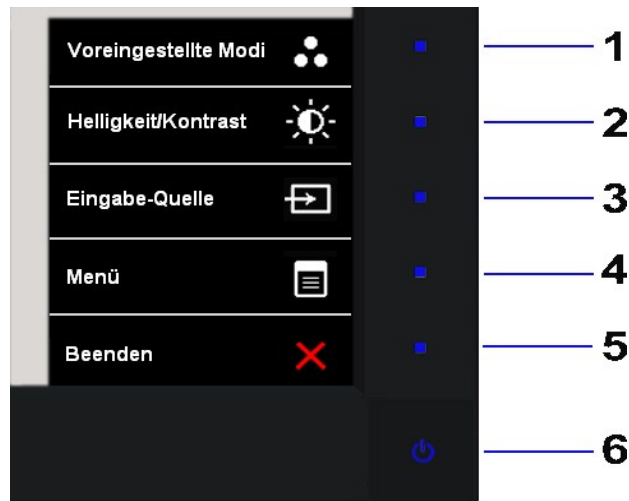 Voreingestellte Modi 1
Helligkeit/Kontrast 2
Eingabe-Quelle 3
Menü 4
Beenden 5
6